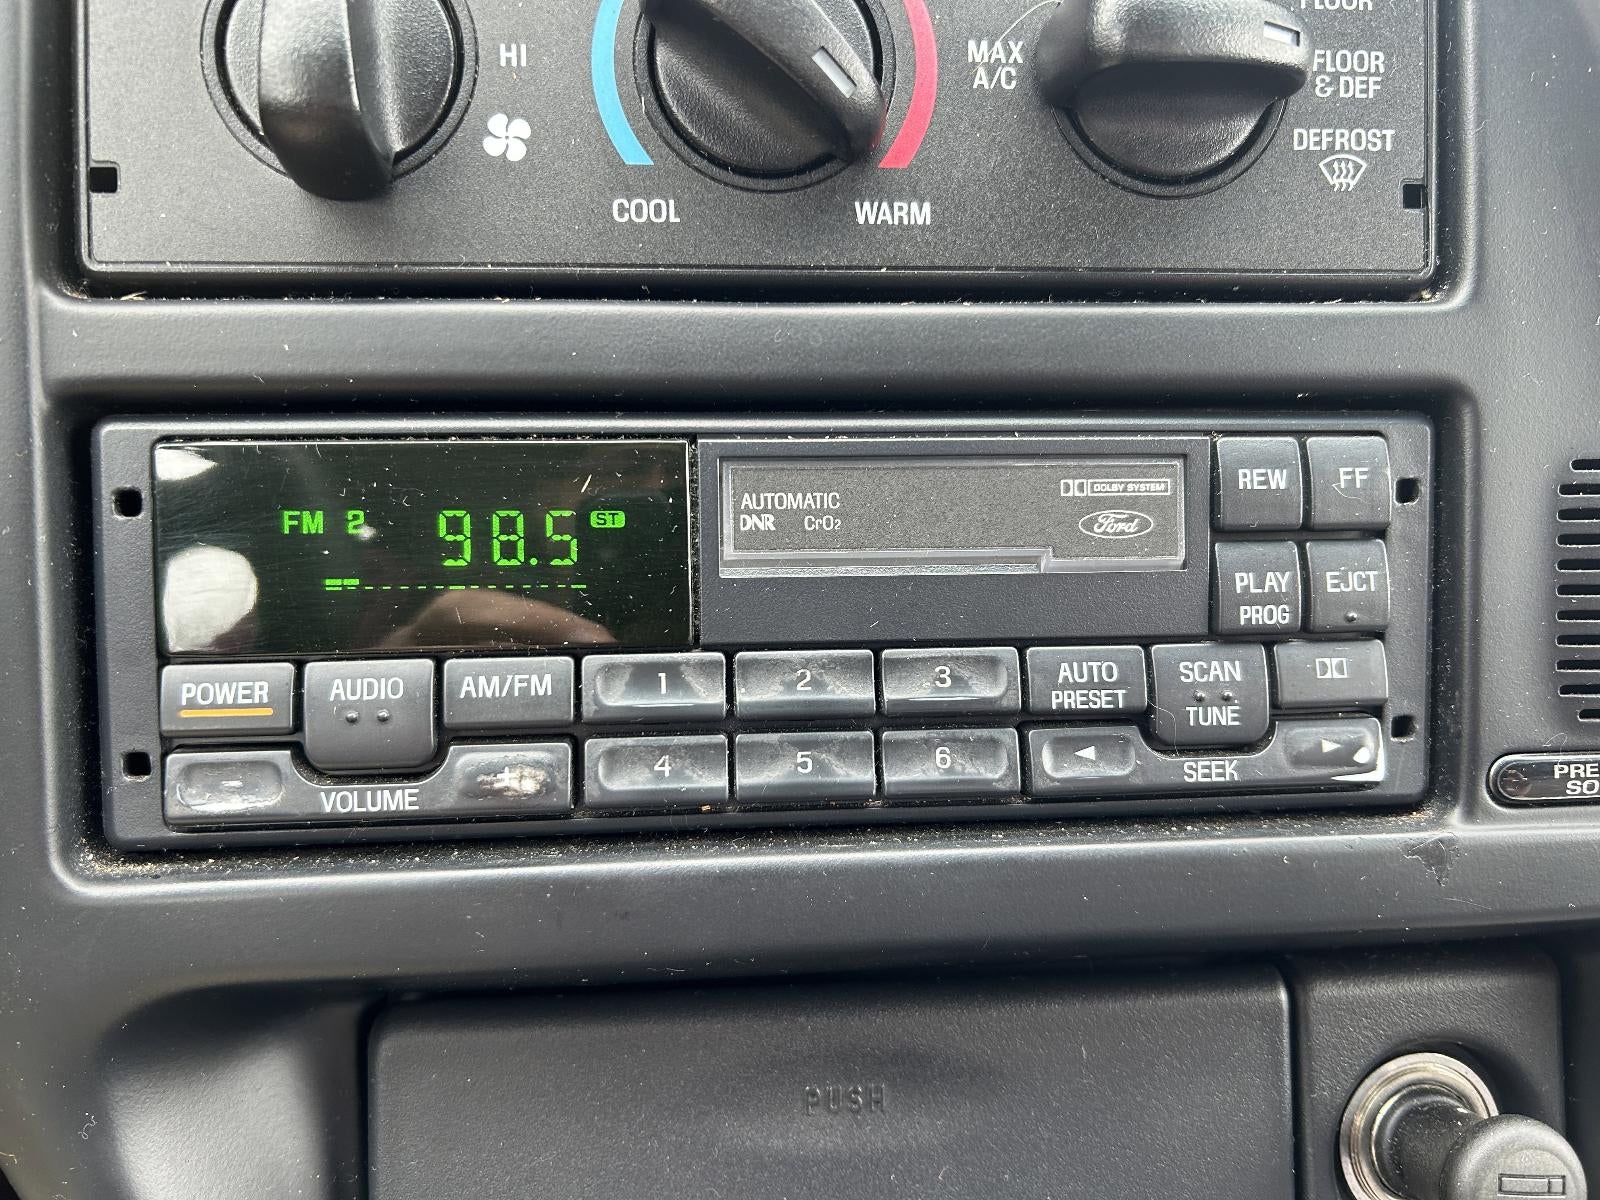 HI
COOL
WARM
MAX
A/C
FLOOR
FLOOR
& DEF
DEFROST
FM 2 98.5 ST
AUTOMATIC
DNR CrO2
DOLBY SYSTEM
Ford
REW
FF
PLAY
PROG
EJCT
POWER
AUDIO
AM/FM
1
2
3
AUTO
PRESET
SCAN
TUNE
- VOLUME +
4
5
6
◄ SEEK ►
PUSH